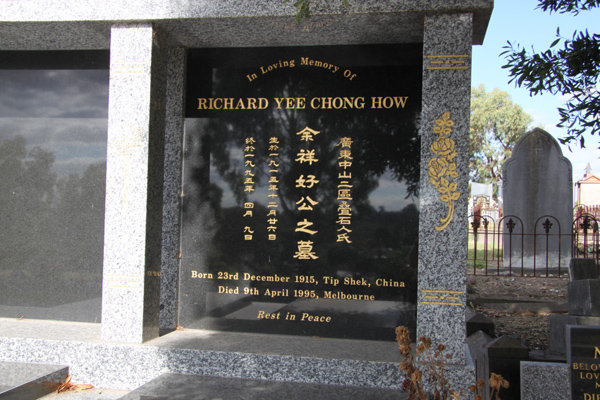 In Loving Memory Of
RICHARD YEE CHONG HOW
廣東中山二區疊石人氏
余祥好公之墓
生於一九一五年十二月廿六日
終於一九九五年 四月 九日
Born 23rd December 1915, Tip Shek, China
Died 9th April 1995, Melbourne
Rest in Peace
BELOV
LOV